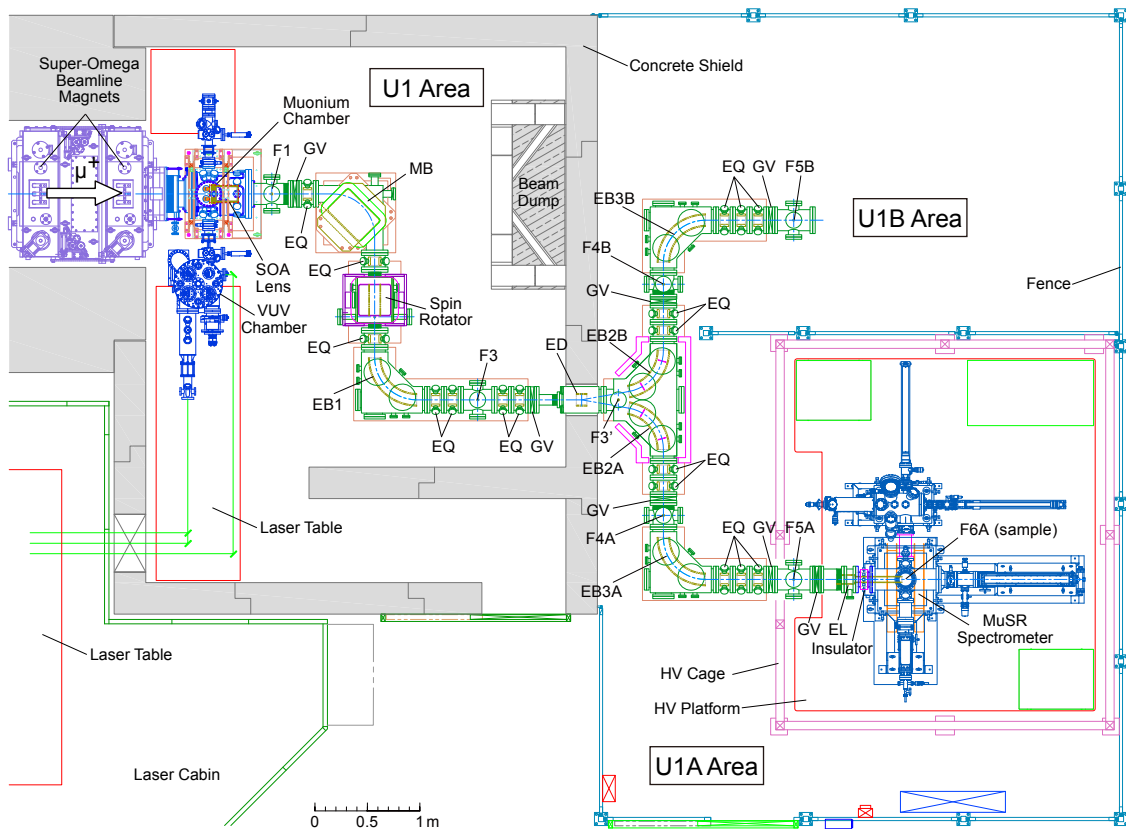 Super-Omega
Beamline
Magnets
μ+
U1 Area
Muonium
Chamber
F1
GV
MB
EQ
SOA
Lens
VUV
Chamber
EQ
Spin
Rotator
EQ
EB1
F3
EQ
EQ
GV
Beam
Dump
Concrete Shield
ED
F3’
EQ
GV
F5B
EB3B
U1B Area
F4B
GV
EQ
EB2B
Fence
EB2A
EQ
GV
F4A
EQ
GV
F5A
EB3A
GV
EL
Insulator
F6A (sample)
MuSR
Spectrometer
HV Cage
HV Platform
U1A Area
Laser Table
Laser Table
Laser Cabin
0
0.5
1 m